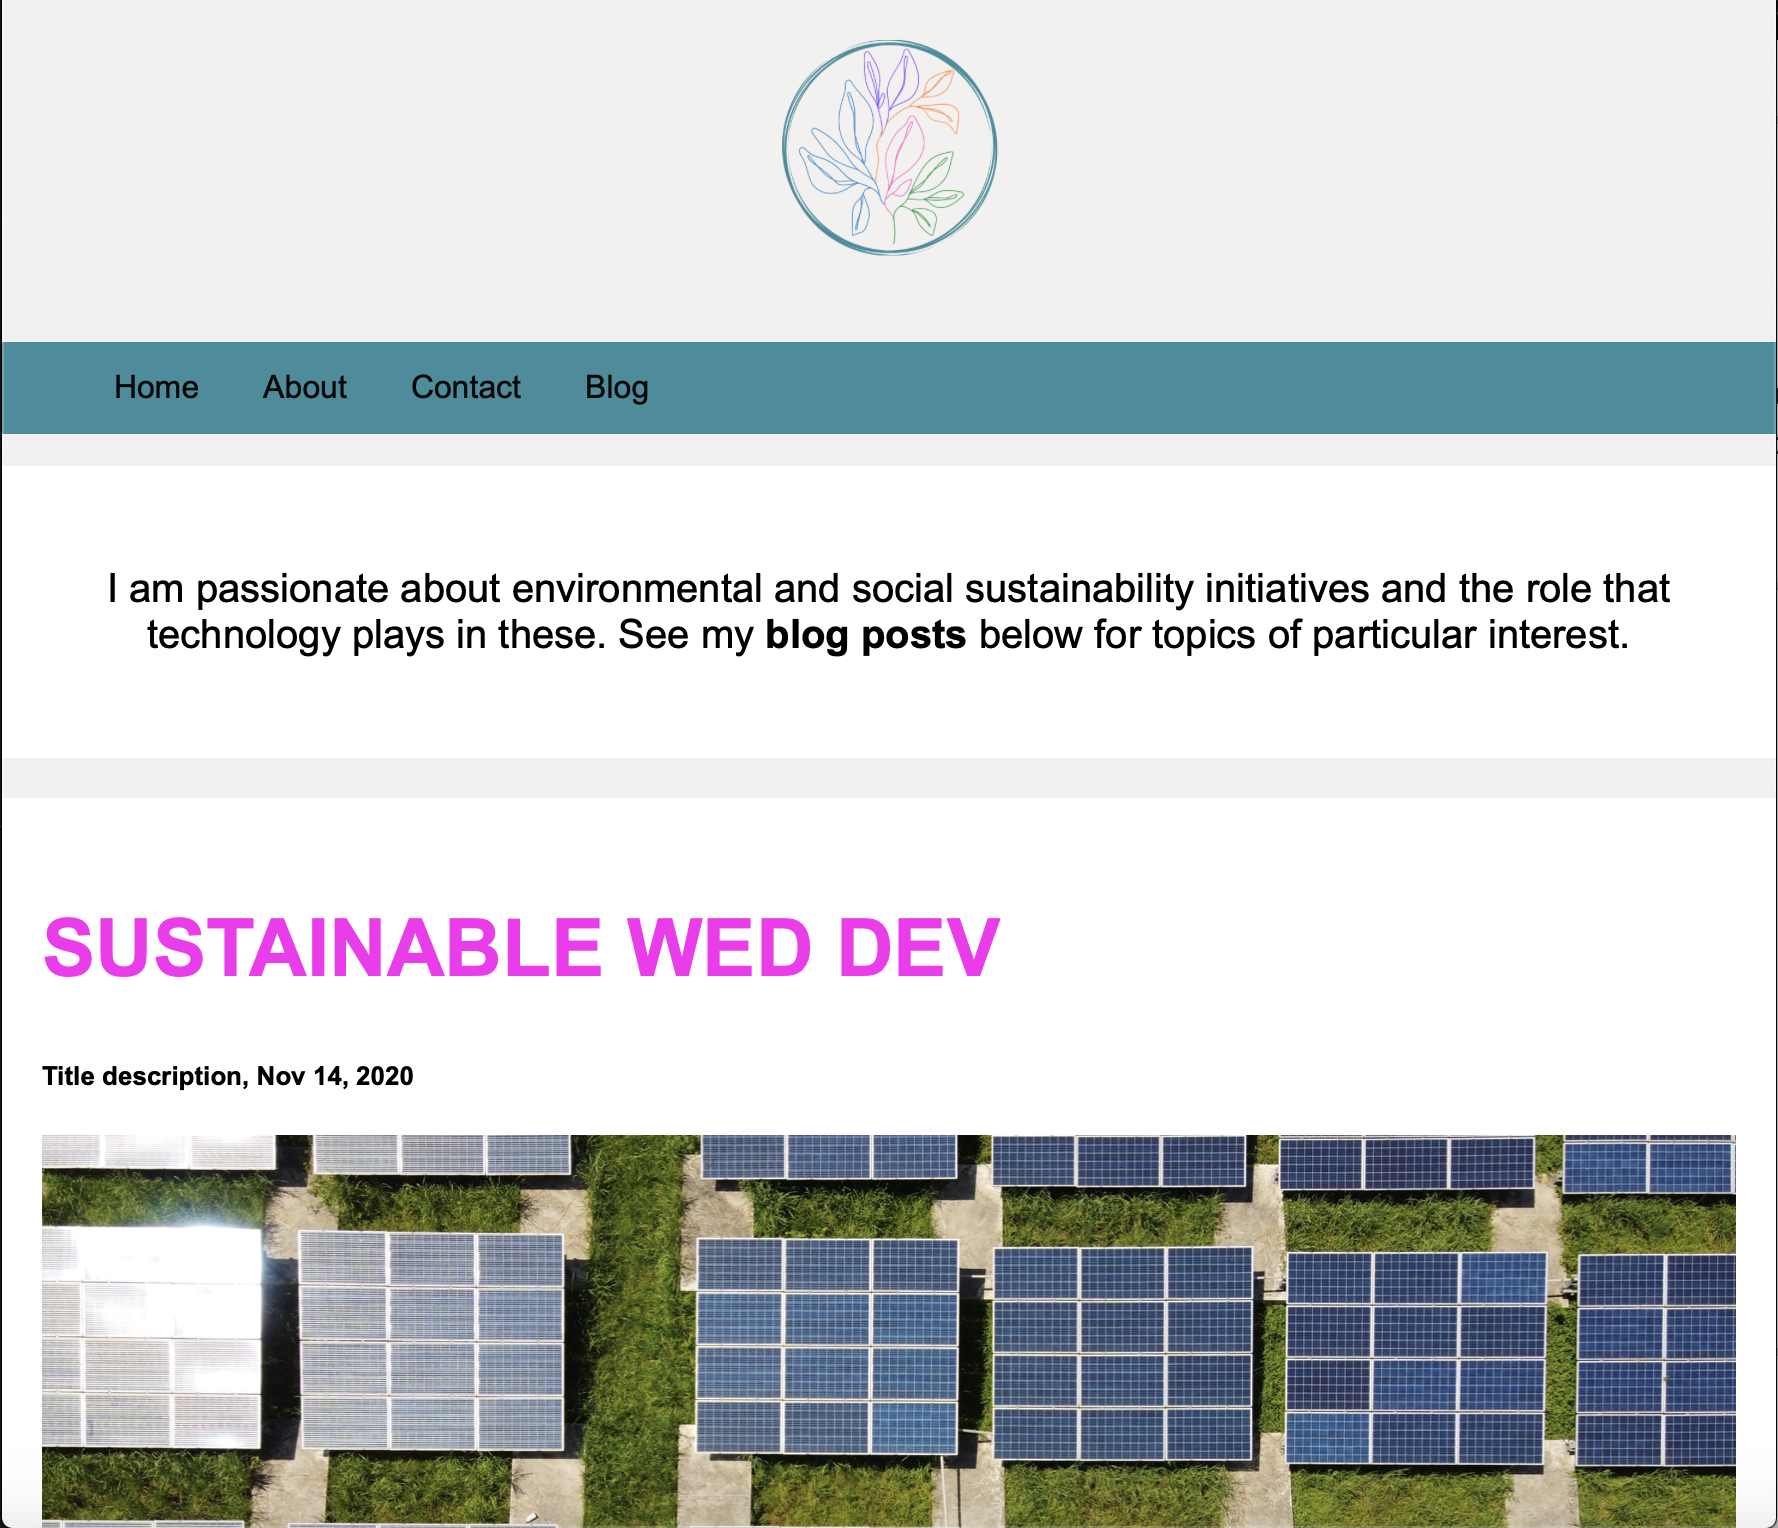 Home About Contact Blog
I am passionate about environmental and social sustainability initiatives and the role that
technology plays in these. See my blog posts below for topics of particular interest.
SUSTAINABLE WED DEV
Title description, Nov 14, 2020